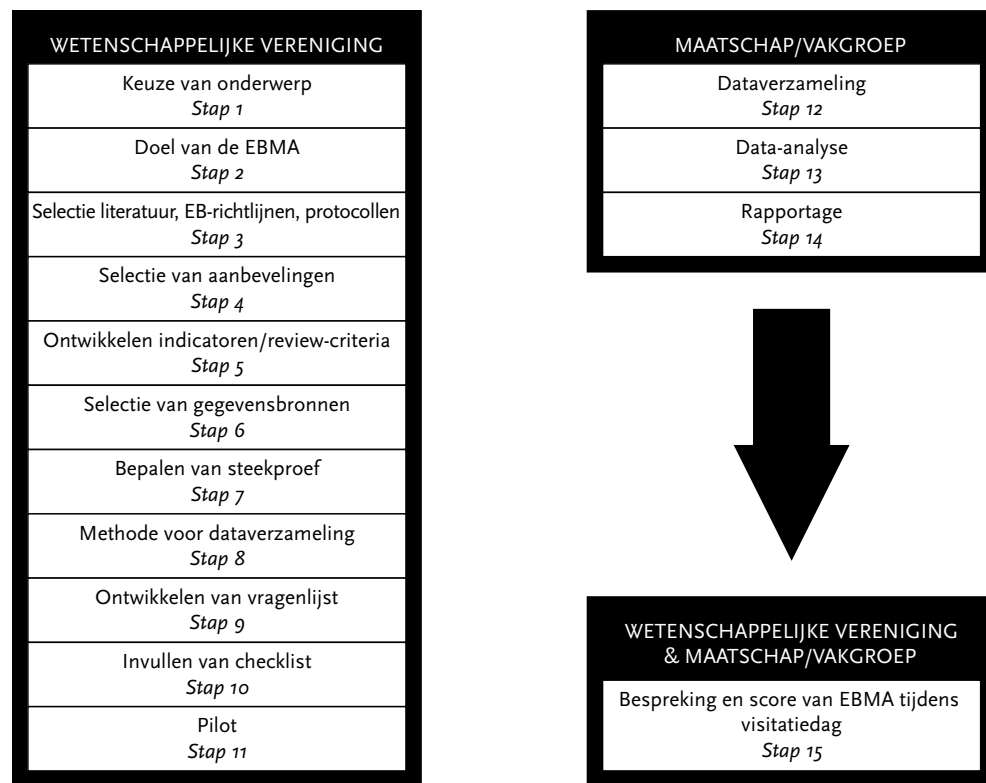 WETENSCHAPPELIJKE VERENIGING
Keuze van onderwerp
Stap 1
Doel van de EBMA
Stap 2
Selectie literatuur, EB-richtlijnen, protocollen
Stap 3
Selectie van aanbevelingen
Stap 4
Ontwikkelen indicatoren/review-criteria
Stap 5
Selectie van gegevensbronnen
Stap 6
Bepalen van steekproef
Stap 7
Methode voor dataverzameling
Stap 8
Ontwikkelen van vragenlijst
Stap 9
Invullen van checklist
Stap 10
Pilot
Stap 11
MAATSCHAP/VAKGROEP
Dataverzameling
Stap 12
Data-analyse
Stap 13
Rapportage
Stap 14
WETENSCHAPPELIJKE VERENIGING
& MAATSCHAP/VAKGROEP
Bespreking en score van EBMA tijdens
visitatiedag
Stap 15